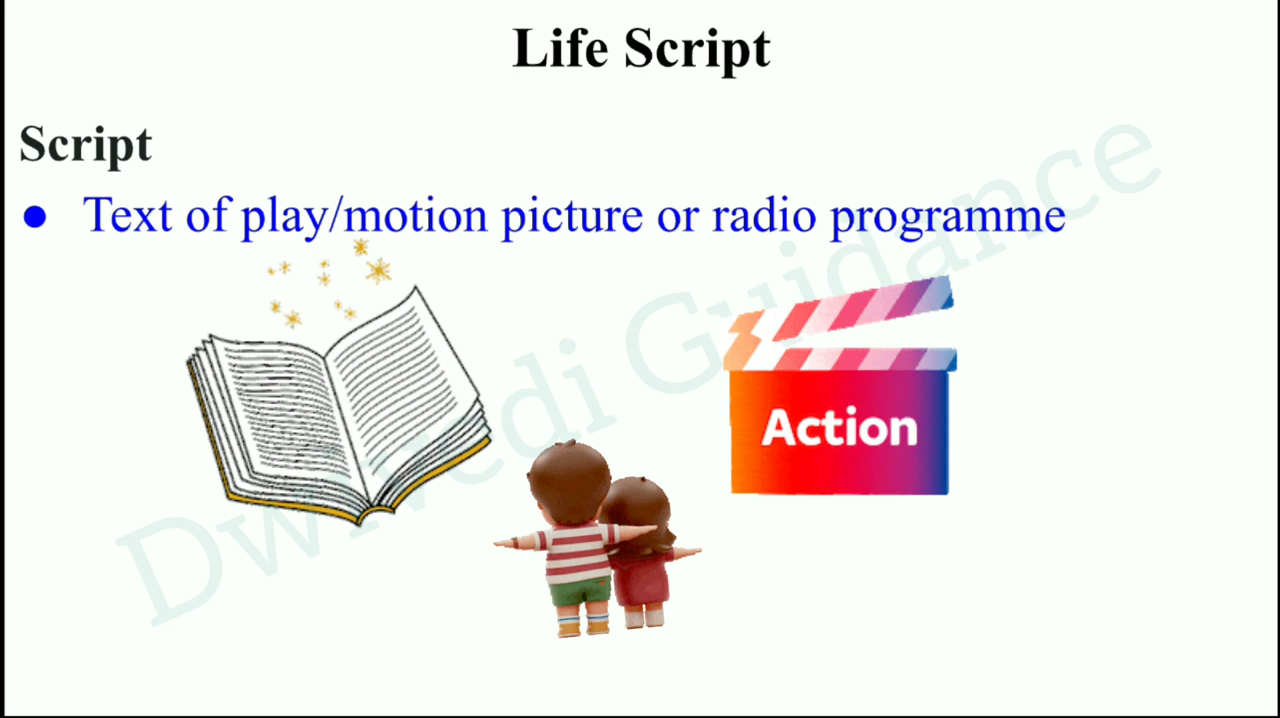 Life Script
Script
● Text of play/motion picture or radio programme
Action
Dwivedi Guidance